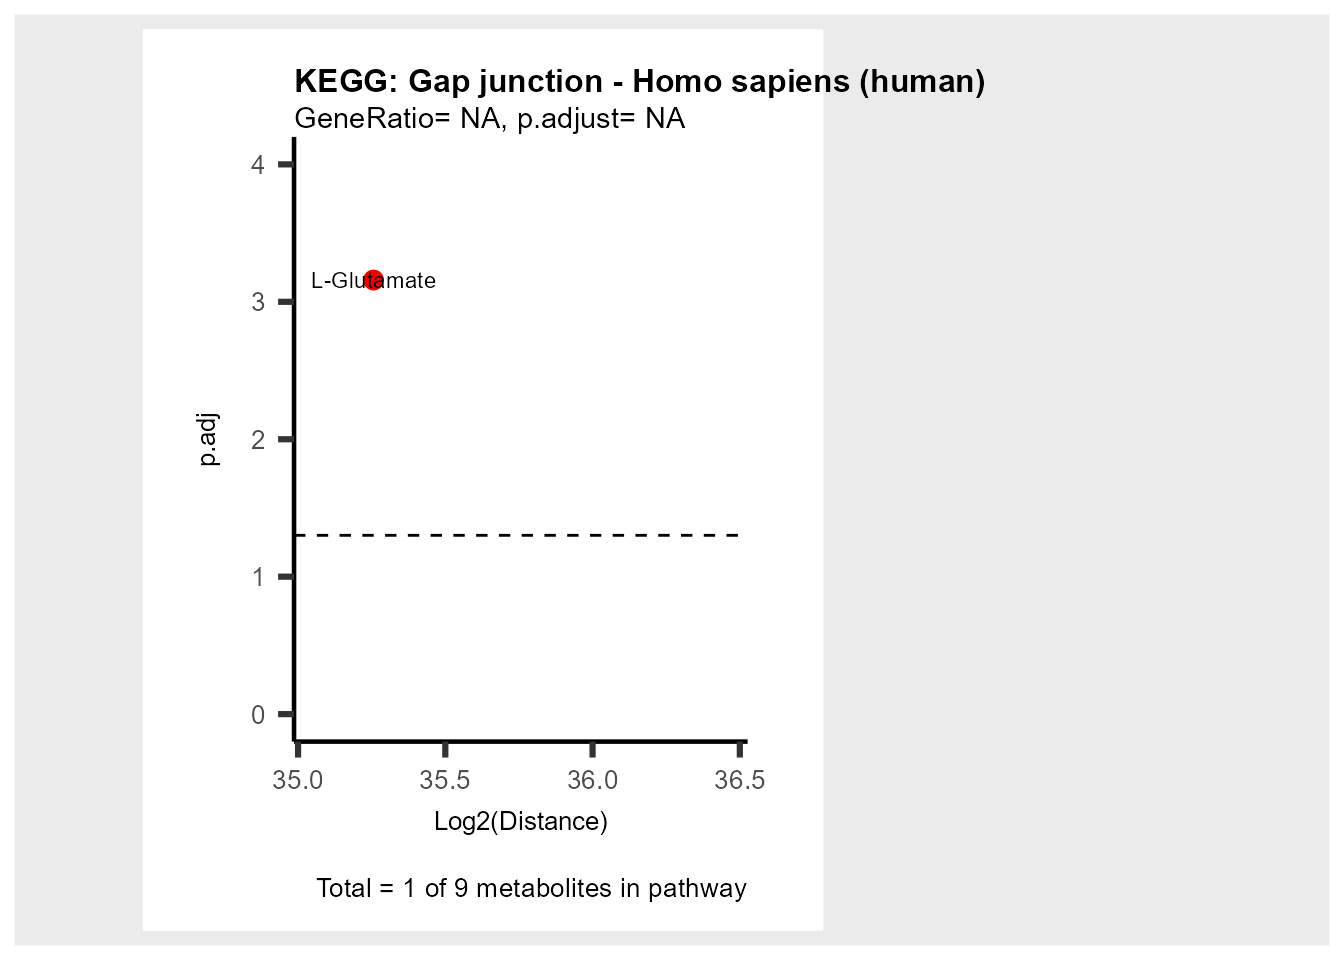 KEGG: Gap junction - Homo sapiens (human)
GeneRatio= NA, p.adjust= NA
4
L-Glutamate
3
p.adj
2
1
0
35.0 35.5 36.0 36.5
Log2(Distance)
Total = 1 of 9 metabolites in pathway